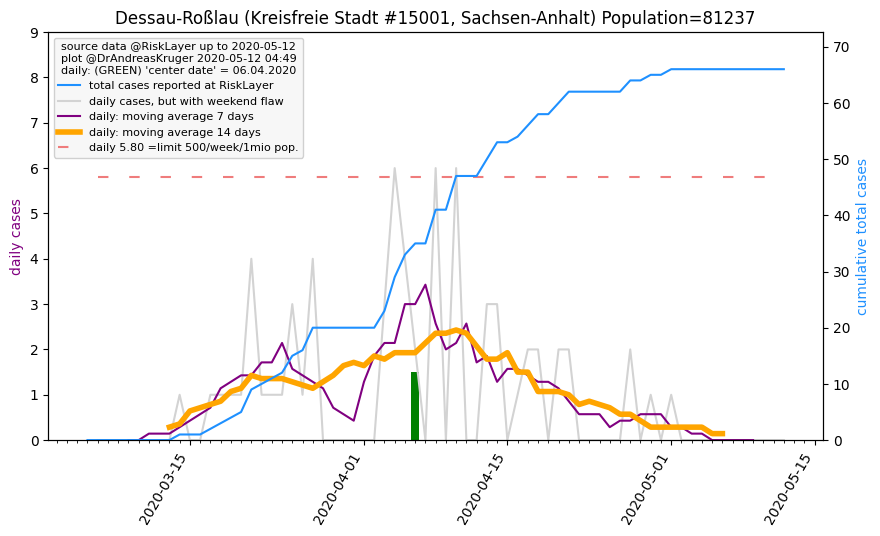 Dessau-Roßlau (Kreisfreie Stadt #15001, Sachsen-Anhalt) Population=81237
source data @RiskLayer up to 2020-05-12
plot @DrAndreasKruger 2020-05-12 04:49
daily: (GREEN) 'center date' = 06.04.2020
total cases reported at RiskLayer
daily cases, but with weekend flaw
daily: moving average 7 days
daily: moving average 14 days
daily 5.80 =limit 500/week/1mio pop.
daily cases
9
8
7
6
5
4
3
2
1
0
70
60
50
40
30
20
10
0
cumulative total cases
2020-03-15
2020-04-01
2020-04-15
2020-05-01
2020-05-15